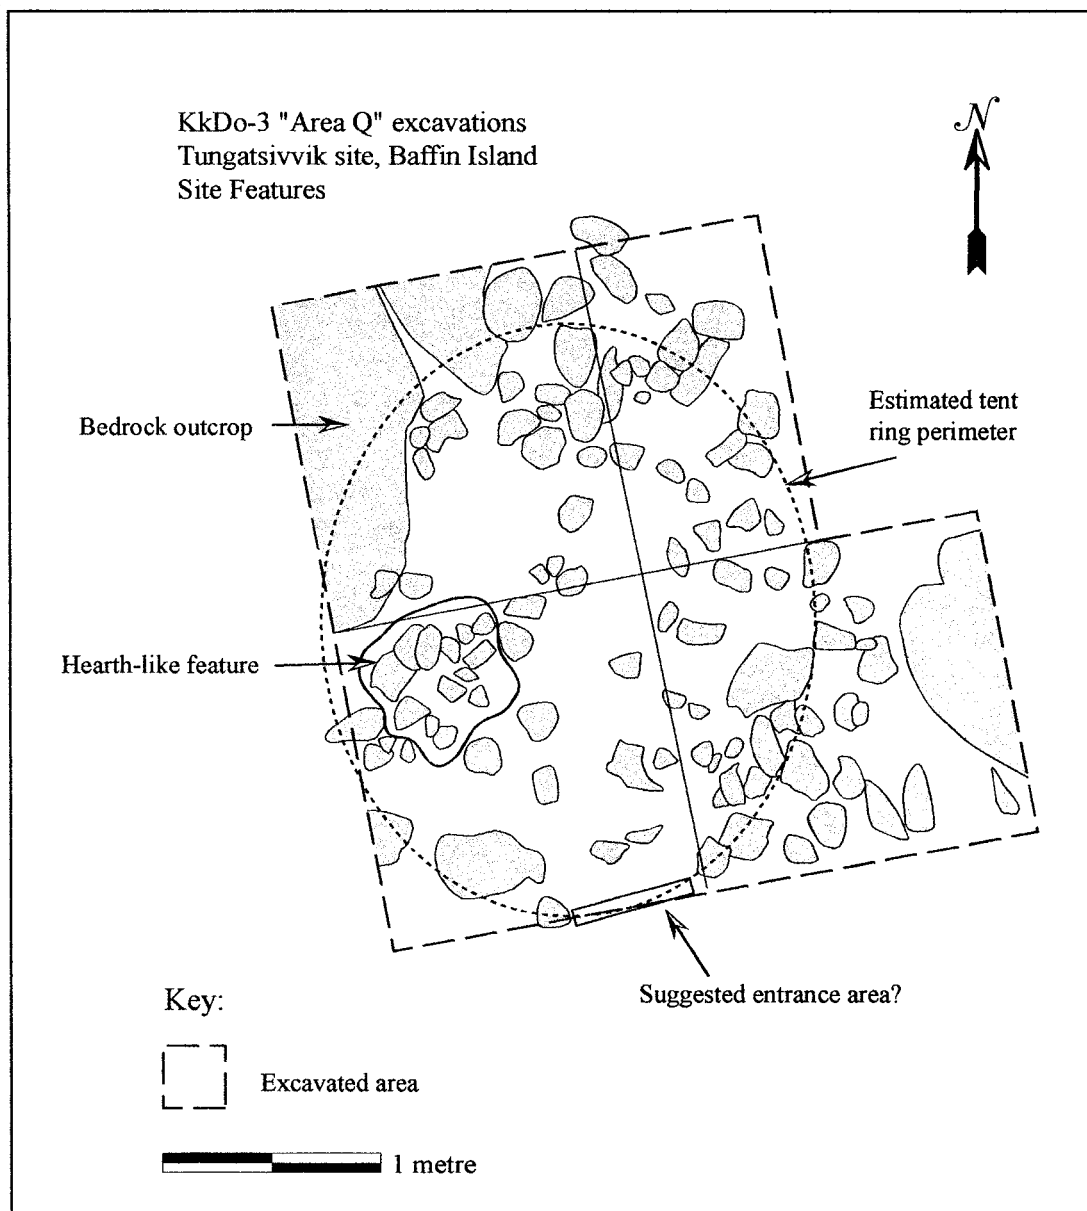 KkDo-3 "Area Q" excavations
Tungatsivvik site, Baffin Island
Site Features
N
Estimated tent
ring perimeter
Bedrock outcrop
Hearth-like feature
Suggested entrance area?
Key:
Excavated area
1 metre